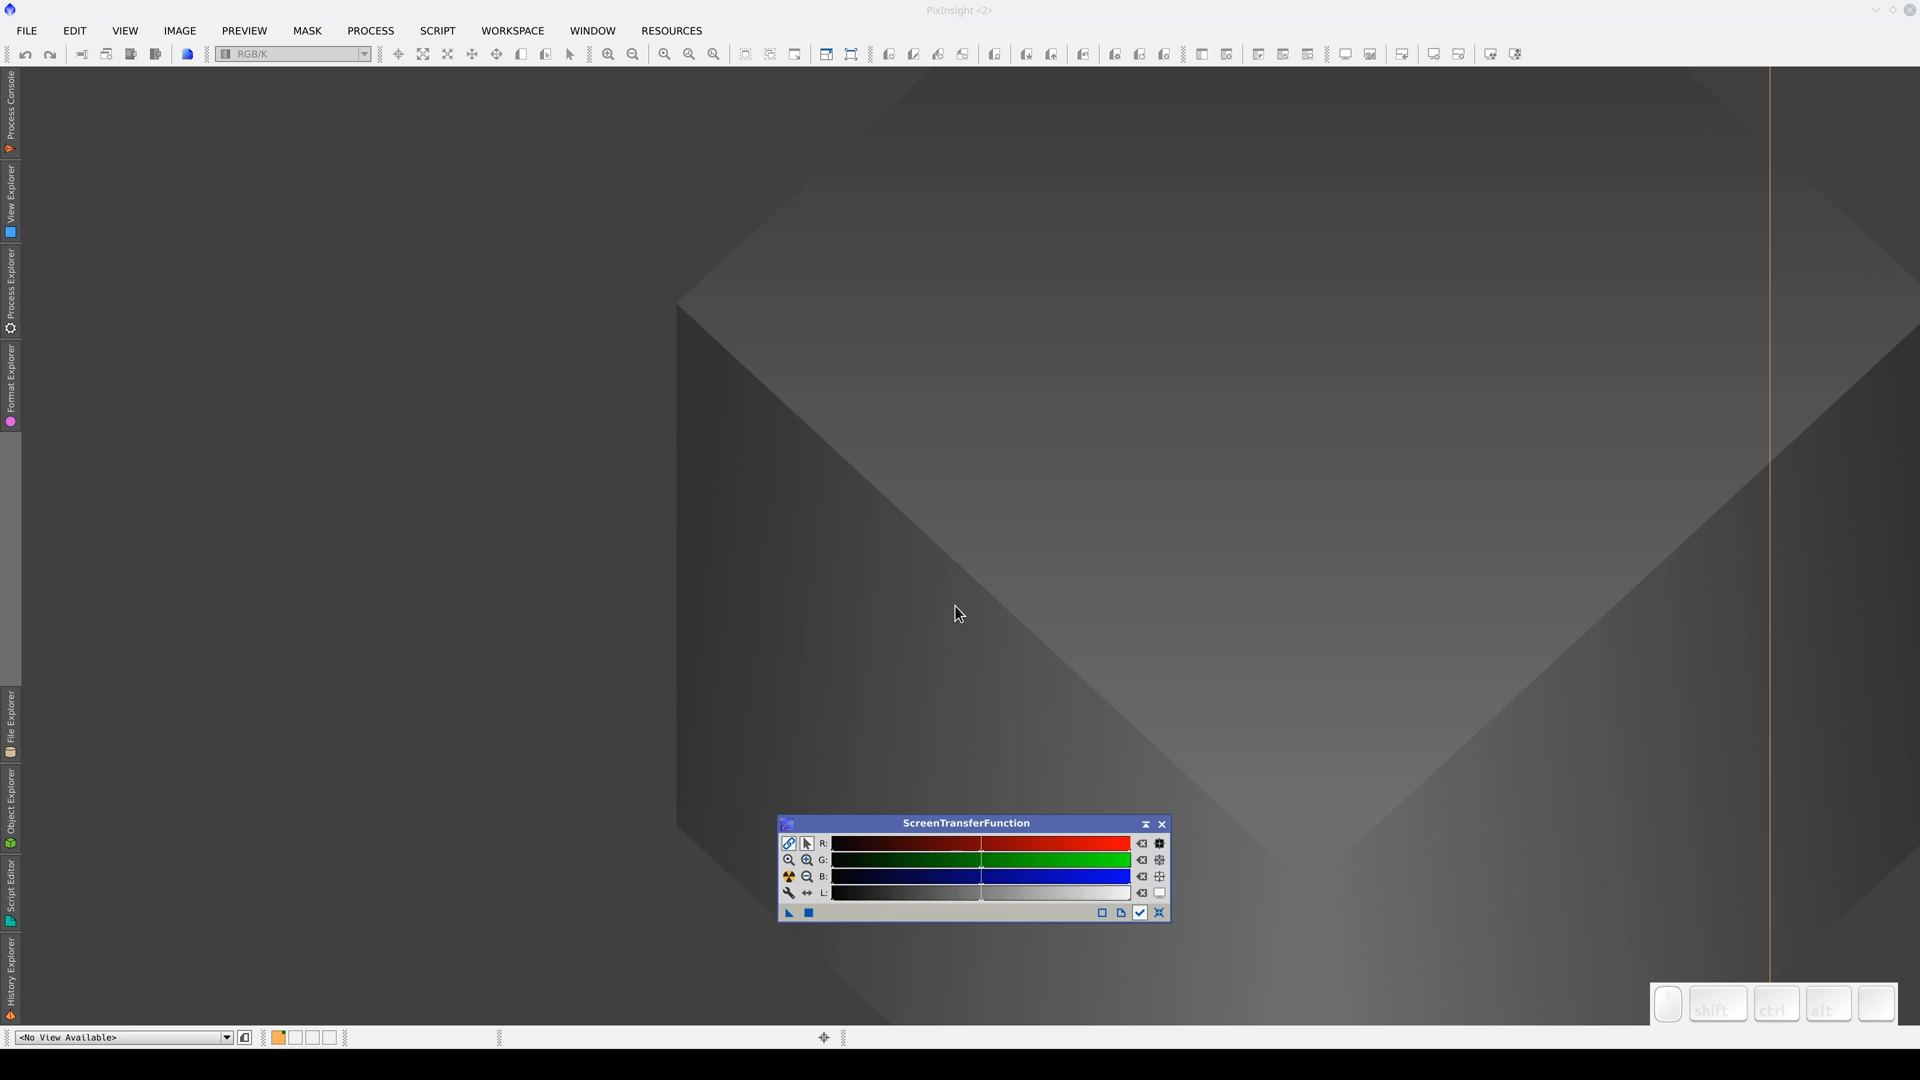 PixInsight <2>
FILE EDIT VIEW IMAGE PREVIEW MASK PROCESS SCRIPT WORKSPACE WINDOW RESOURCES
RGB/K
Process Console
View Explorer
Process Explorer
Format Explorer
File Explorer
Object Explorer
Script Editor
History Explorer
ScreenTransferFunction
R:
G:
B:
L:
shift ctrl alt
<No View Available>